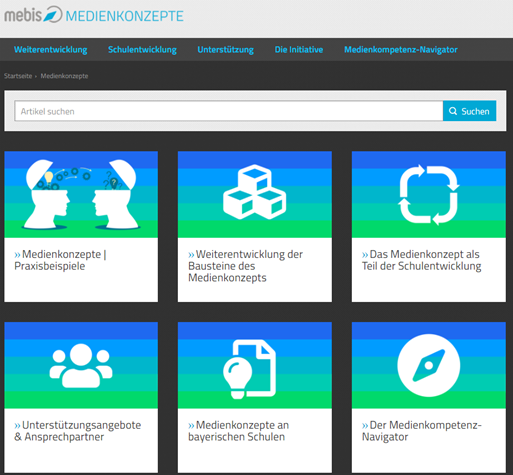 mebis MEDIENKONZEPTE
Weiterentwicklung Schulentwicklung Unterstützung Die Initiative Medienkompetenz-Navigator
Startseite › Medienkonzepte
Artikel suchen Suchen
»Medienkonzepte |
Praxisbeispiele
»Weiterentwicklung der
Bausteine des
Medienkonzepts
»Das Medienkonzept als
Teil der Schulentwicklung
»Unterstützungsangebote
& Ansprechpartner
»Medienkonzepte an
bayerischen Schulen
»Der Medienkompetenz-
Navigator